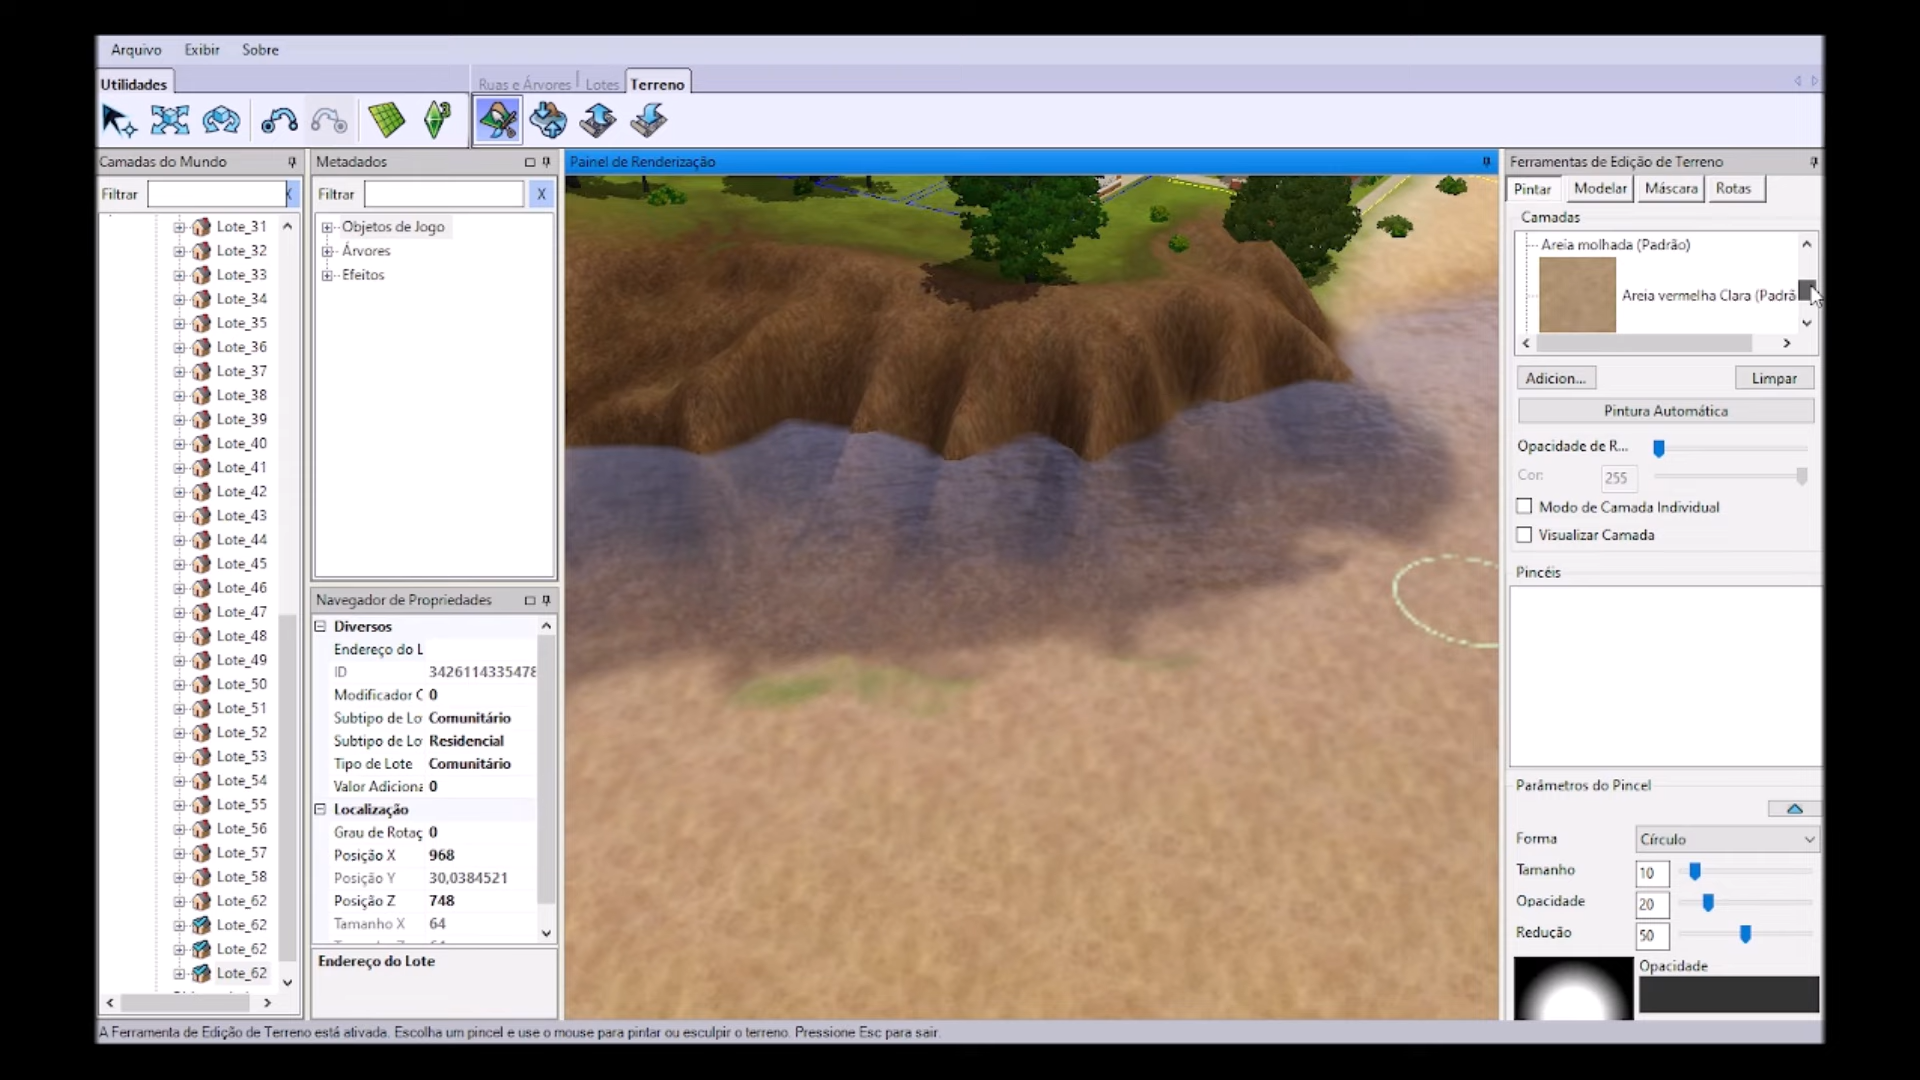 Arquivo Exibir Sobre
Utilidades
Ruas e Árvores Lotes Terreno
Camadas do Mundo
Filtrar
Lote_31
Lote_32
Lote_33
Lote_34
Lote_35
Lote_36
Lote_37
Lote_38
Lote_39
Lote_40
Lote_41
Lote_42
Lote_43
Lote_44
Lote_45
Lote_46
Lote_47
Lote_48
Lote_49
Lote_50
Lote_51
Lote_52
Lote_53
Lote_54
Lote_55
Lote_56
Lote_57
Lote_58
Lote_62
Lote_62
Lote_62
Lote_62
Metadados
Filtrar X
Objetos de Jogo
Árvores
Efeitos
Navegador de Propriedades
Diversos
Endereço do L
ID 3426114335478
Modificador C 0
Subtipo de Lo Comunitário
Subtipo de Lo Residencial
Tipo de Lote Comunitário
Valor Adiciona 0
Localização
Grau de Rotaç 0
Posição X 968
Posição Y 30,0384521
Posição Z 748
Tamanho X 64
Endereço do Lote
Painel de Renderização
Ferramentas de Edição de Terreno
Pintar Modelar Máscara Rotas
Camadas
Areia molhada (Padrão)
Areia vermelha Clara (Padrã
Adicion... Limpar
Pintura Automática
Opacidade de R...
Cor: 255
Modo de Camada Individual
Visualizar Camada
Pincéis
Parâmetros do Pincel
Forma Círculo
Tamanho 10
Opacidade 20
Redução 50
Opacidade
A Ferramenta de Edição de Terreno está ativada. Escolha um pincel e use o mouse para pintar ou esculpir o terreno. Pressione Esc para sair.